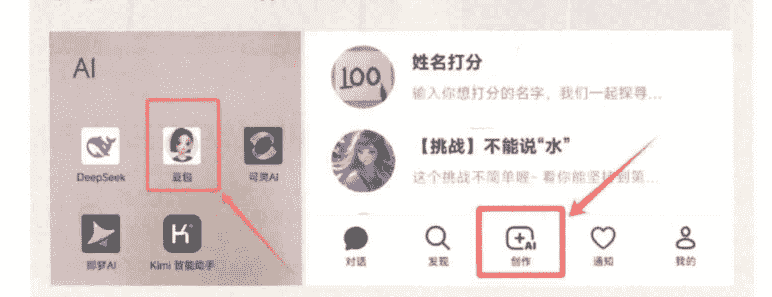 AI
DeepSeek
豆包
可灵AI
即梦AI
Kimi 智能助手
100
姓名打分
输入你想打分的名字，我们一起探寻...
【挑战】不能说“水”
这个挑战不简单喔~ 看你能坚持到第...
对话
发现
AI
创作
通知
我的